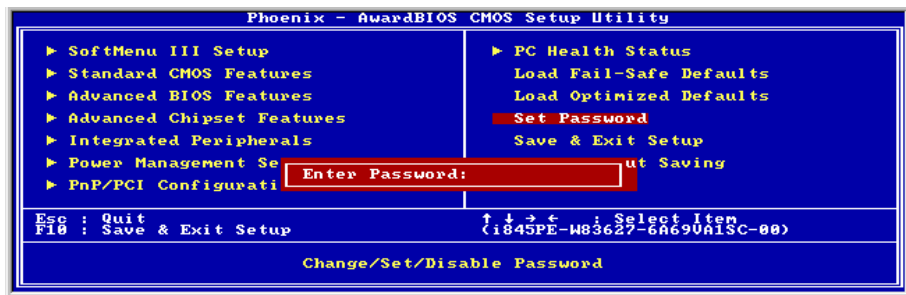 Phoenix - AwardBIOS CMOS Setup Utility
▶ SoftMenu III Setup
▶ Standard CMOS Features
▶ Advanced BIOS Features
▶ Advanced Chipset Features
▶ Integrated Peripherals
▶ Power Management Se
▶ PnP/PCI Configurati
▶ PC Health Status
Load Fail-Safe Defaults
Load Optimized Defaults
Set Password
Save & Exit Setup
ut Saving
Enter Password:
Esc : Quit
F10 : Save & Exit Setup
↑ ↓ → ← : Select Item
(i845PE-W83627-6A69VA1SC-00)
Change/Set/Disable Password